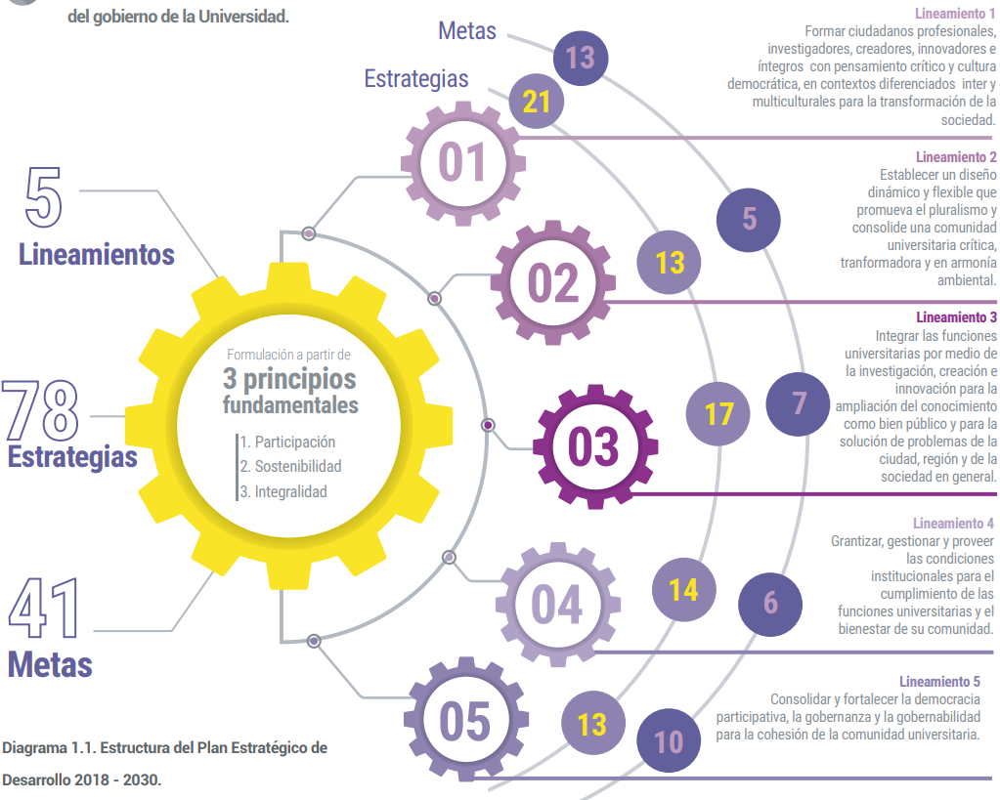 del gobierno de la Universidad.
Metas
Estrategias
13
21
5
13
7
17
6
14
10
13
01
02
03
04
05
5
Lineamientos
78
Estrategias
41
Metas
Formulación a partir de
3 principios
fundamentales
1. Participación
2. Sostenibilidad
3. Integralidad
Lineamiento 1
Formar ciudadanos profesionales,
investigadores, creadores, innovadores e
íntegros con pensamiento crítico y cultura
democrática, en contextos diferenciados inter y
multiculturales para la transformación de la
sociedad.
Lineamiento 2
Establecer un diseño
dinámico y flexible que
promueva el pluralismo y
consolide una comunidad
universitaria crítica,
tranformadora y en armonía
ambiental.
Lineamiento 3
Integrar las funciones
universitarias por medio de
la investigación, creación e
innovación para la
ampliación del conocimiento
como bien público y para la
solución de problemas de la
ciudad, región y de la
sociedad en general.
Lineamiento 4
Grantizar, gestionar y proveer
las condiciones
institucionales para el
cumplimiento de las
funciones universitarias y el
bienestar de su comunidad.
Lineamiento 5
Consolidar y fortalecer la democracia
participativa, la gobernanza y la gobernabilidad
para la cohesión de la comunidad universitaria.
Diagrama 1.1. Estructura del Plan Estratégico de
Desarrollo 2018 - 2030.